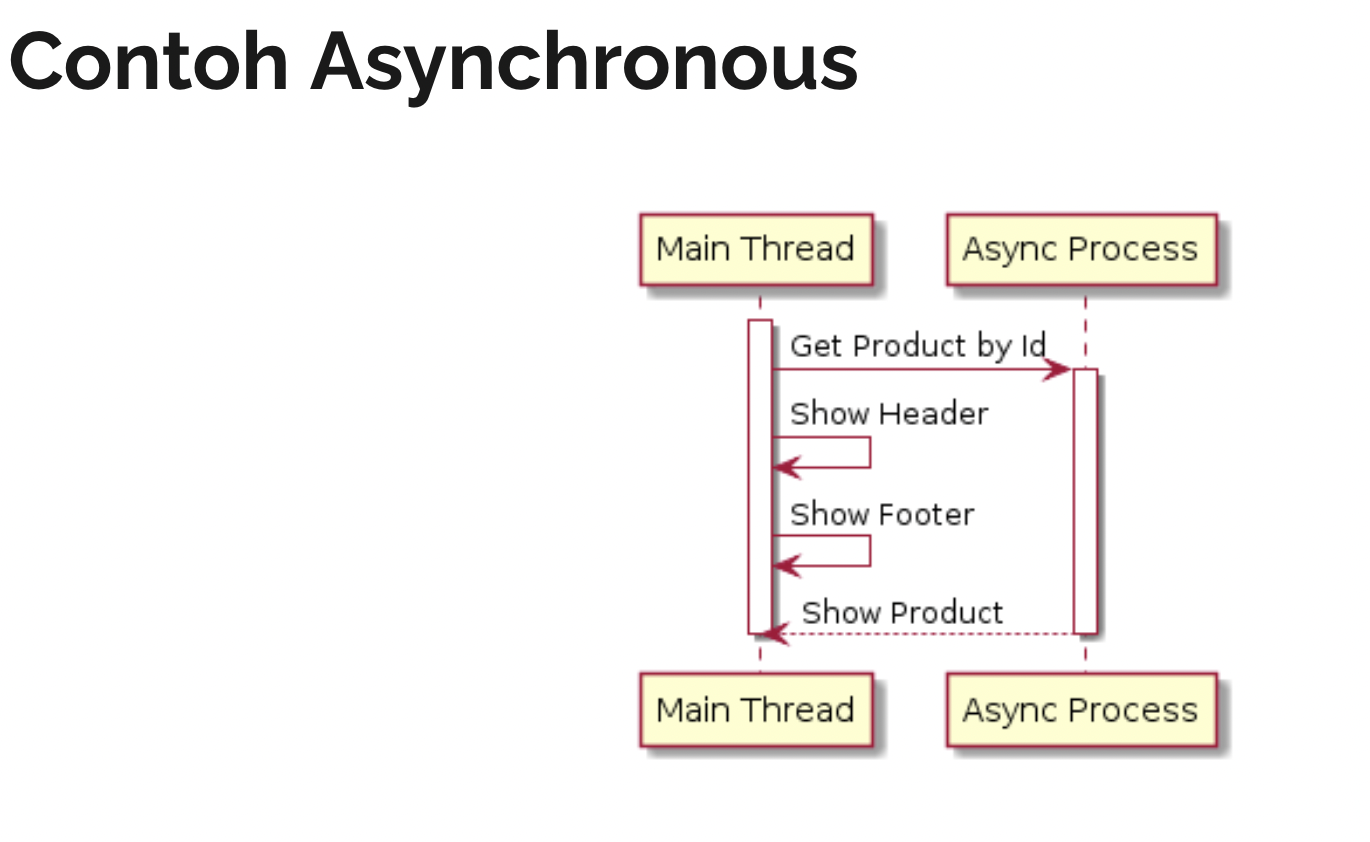 Contoh Asynchronous
Main Thread
Async Process
Get Product by Id
Show Header
Show Footer
Show Product
Main Thread
Async Process